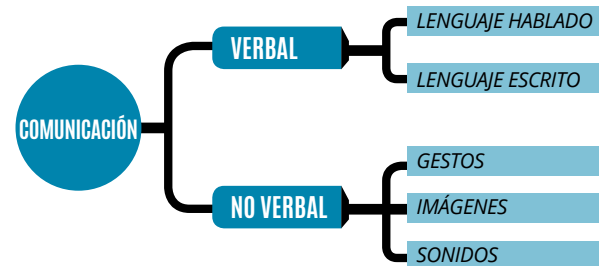 COMUNICACIÓN
VERBAL
LENGUAJE HABLADO
LENGUAJE ESCRITO
NO VERBAL
GESTOS
IMÁGENES
SONIDOS